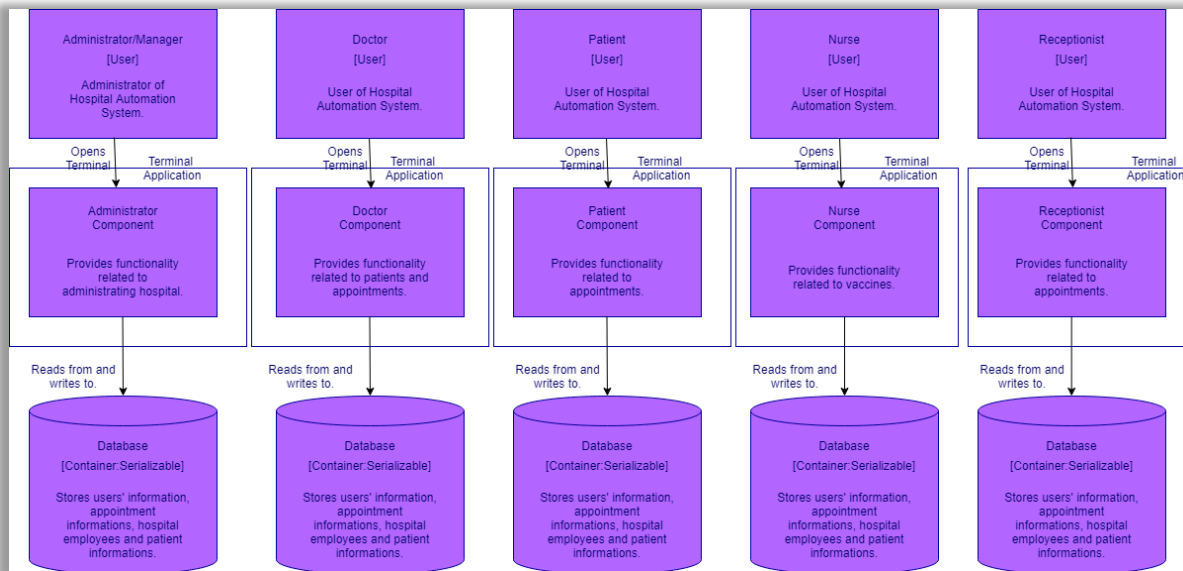 Administrator/Manager
[User]
Administrator of
Hospital Automation
System.
Doctor
[User]
User of Hospital
Automation System.
Patient
[User]
User of Hospital
Automation System.
Nurse
[User]
User of Hospital
Automation System.
Receptionist
[User]
User of Hospital
Automation System.
Opens
Terminal
Terminal
Application
Opens
Terminal
Terminal
Application
Opens
Terminal
Terminal
Application
Opens
Terminal
Terminal
Application
Opens
Terminal
Terminal
Application
Administrator
Component
Provides functionality
related to
administrating hospital.
Doctor
Component
Provides functionality
related to patients and
appointments.
Patient
Component
Provides functionality
related to
appointments.
Nurse
Component
Provides functionality
related to vaccines.
Receptionist
Component
Provides functionality
related to
appointments.
Reads from and
writes to.
Reads from and
writes to.
Reads from and
writes to.
Reads from and
writes to.
Reads from and
writes to.
Database
[Container:Serializable]
Stores users' information,
appointment
informations, hospital
employees and patient
informations.
Database
[Container:Serializable]
Stores users' information,
appointment
informations, hospital
employees and patient
informations.
Database
[Container:Serializable]
Stores users' information,
appointment
informations, hospital
employees and patient
informations.
Database
[Container:Serializable]
Stores users' information,
appointment
informations, hospital
employees and patient
informations.
Database
[Container:Serializable]
Stores users' information,
appointment
informations, hospital
employees and patient
informations.